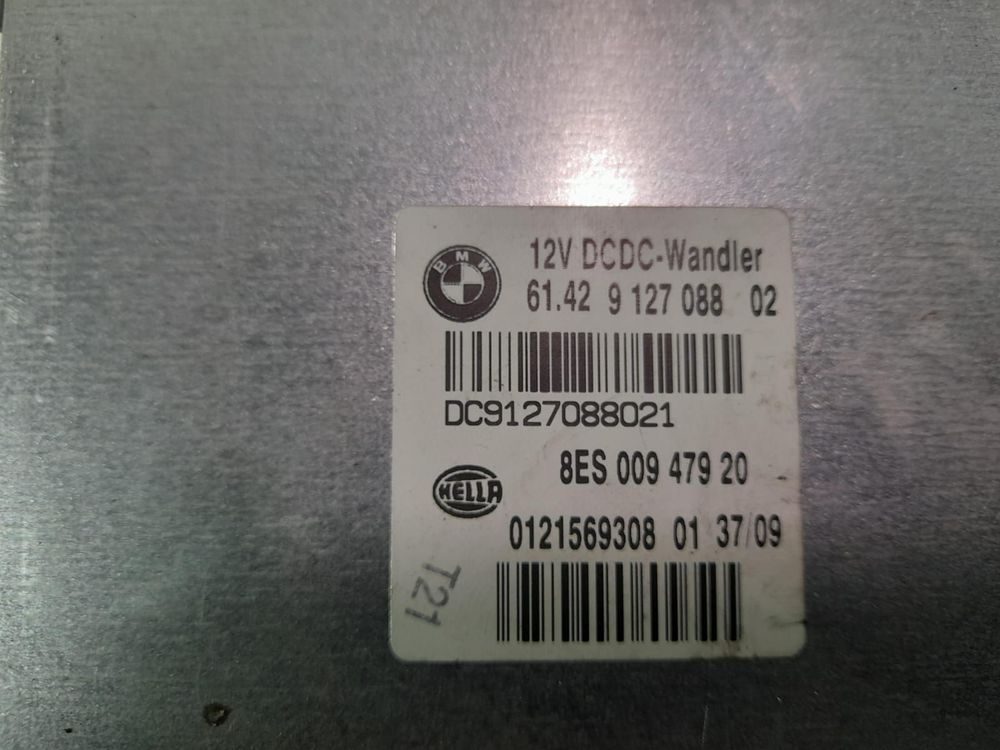 BMW
12V DCDC-Wandler
61.42 9 127 088 02
DC9127088021
8ES 009 479 20
HELLA
0121569308 01 37/09
T21